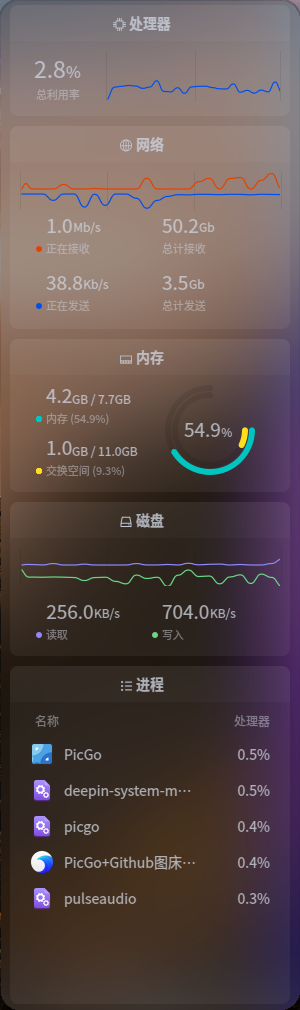 处理器
2.8%
总利用率
网络
1.0Mb/s 50.2Gb
正在接收 总计接收
38.8Kb/s 3.5Gb
正在发送 总计发送
内存
4.2GB / 7.7GB
内存 (54.9%)
54.9%
1.0GB / 11.0GB
交换空间 (9.3%)
磁盘
256.0KB/s 704.0KB/s
读取 写入
进程
名称 处理器
PicGo 0.5%
deepin-system-m··· 0.5%
picgo 0.4%
PicGo+Github图床··· 0.4%
pulseaudio 0.3%